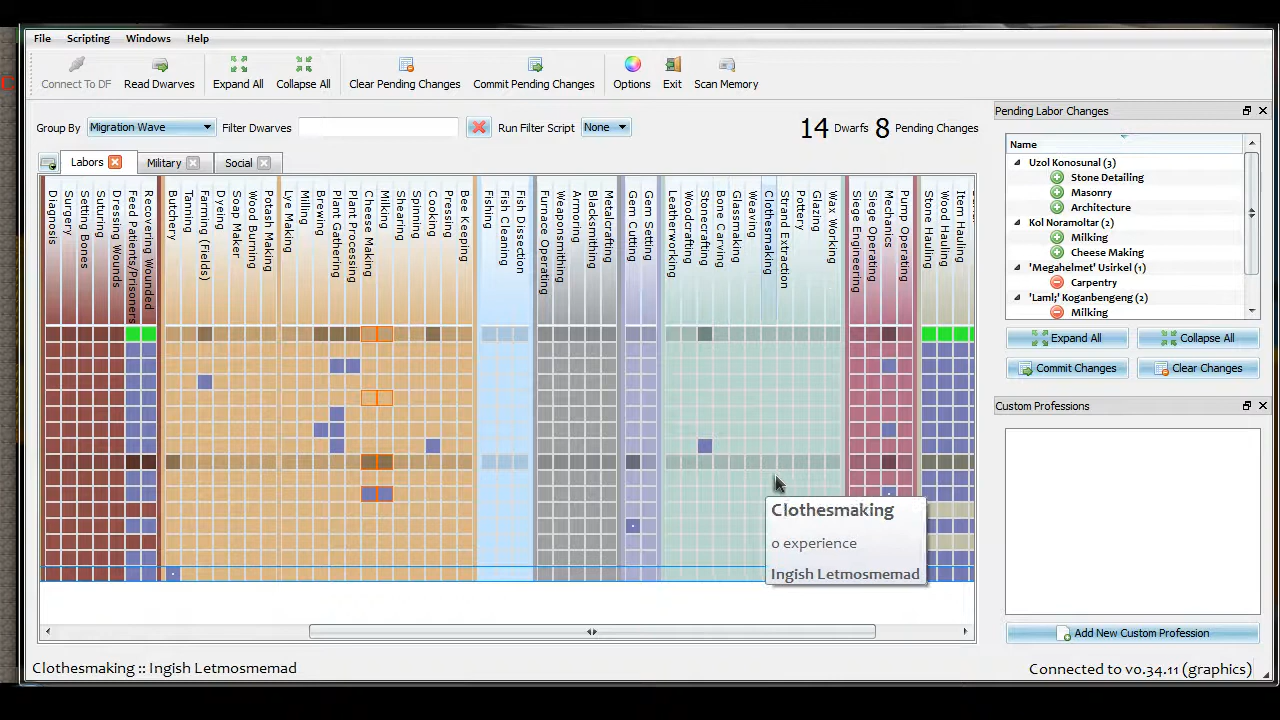 File Scripting Windows Help
Connect To DF Read Dwarves Expand All Collapse All Clear Pending Changes Commit Pending Changes Options Exit Scan Memory
Group By Migration Wave Filter Dwarves Run Filter Script None 14 Dwarfs 8 Pending Changes
Labors Military Social
Diagnosis
Surgery
Setting Bones
Suturing
Dressing Wounds
Feed Patients/Prisoners
Recovering Wounded
Butchery
Tanning
Farming (Fields)
Dyeing
Soap Maker
Wood Burning
Potash Making
Milling
Lye Making
Brewing
Plant Gathering
Plant Processing
Cheese Making
Milking
Shearing
Spinning
Cooking
Pressing
Bee Keeping
Fishing
Fish Cleaning
Fish Dissection
Furnace Operating
Weaponsmithing
Armoring
Blacksmithing
Metalcrafting
Gem Cutting
Gem Setting
Leatherworking
Woodcrafting
Stonecrafting
Bone Carving
Glassmaking
Weaving
Clothesmaking
Strand Extraction
Pottery
Glazing
Wax Working
Siege Engineering
Siege Operating
Mechanics
Pump Operating
Stone Hauling
Wood Hauling
Item Hauling
Clothesmaking
0 experience
Ingish Letmosmemad
Pending Labor Changes
Name
Uzol Konosunal (3)
Stone Detailing
Masonry
Architecture
Kol Neramoltar (2)
Milking
Cheese Making
'Megahelmet' Usirkel (1)
Carpentry
'Laml;' Koganbengeng (2)
Milking
Expand All Collapse All
Commit Changes Clear Changes
Custom Professions
Add New Custom Profession
Clothesmaking :: Ingish Letmosmemad
Connected to v0.34.11 (graphics)